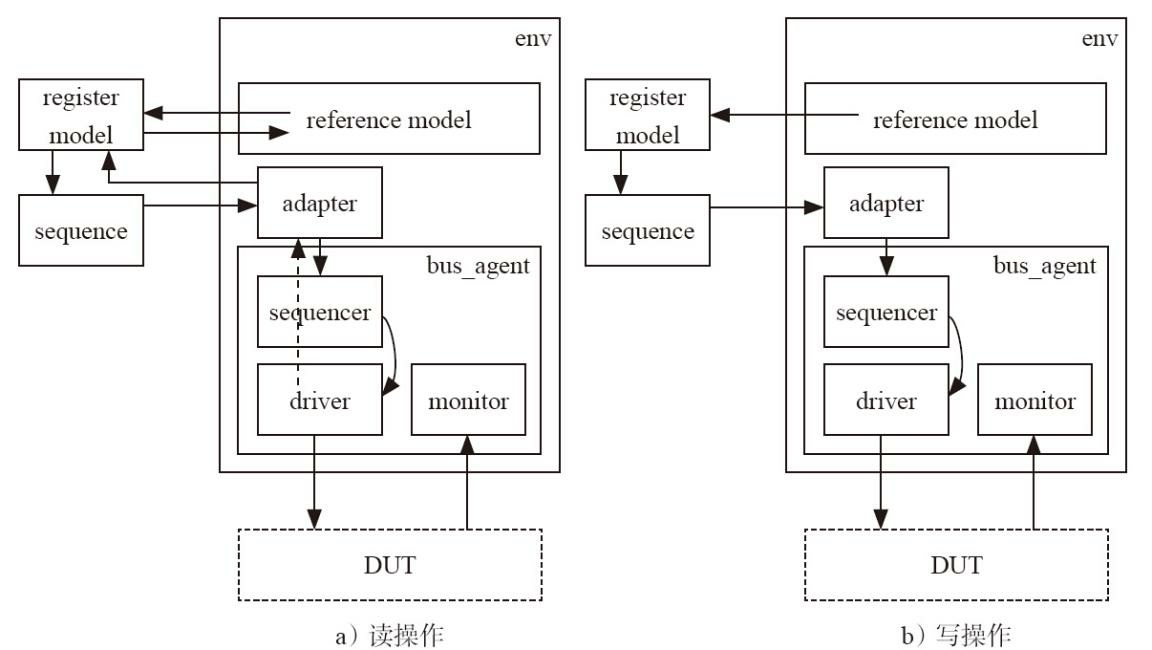 env
register
model
reference model
adapter
sequence
bus_agent
sequencer
driver
monitor
DUT
a）读操作
env
register
model
reference model
adapter
sequence
bus_agent
sequencer
driver
monitor
DUT
b）写操作